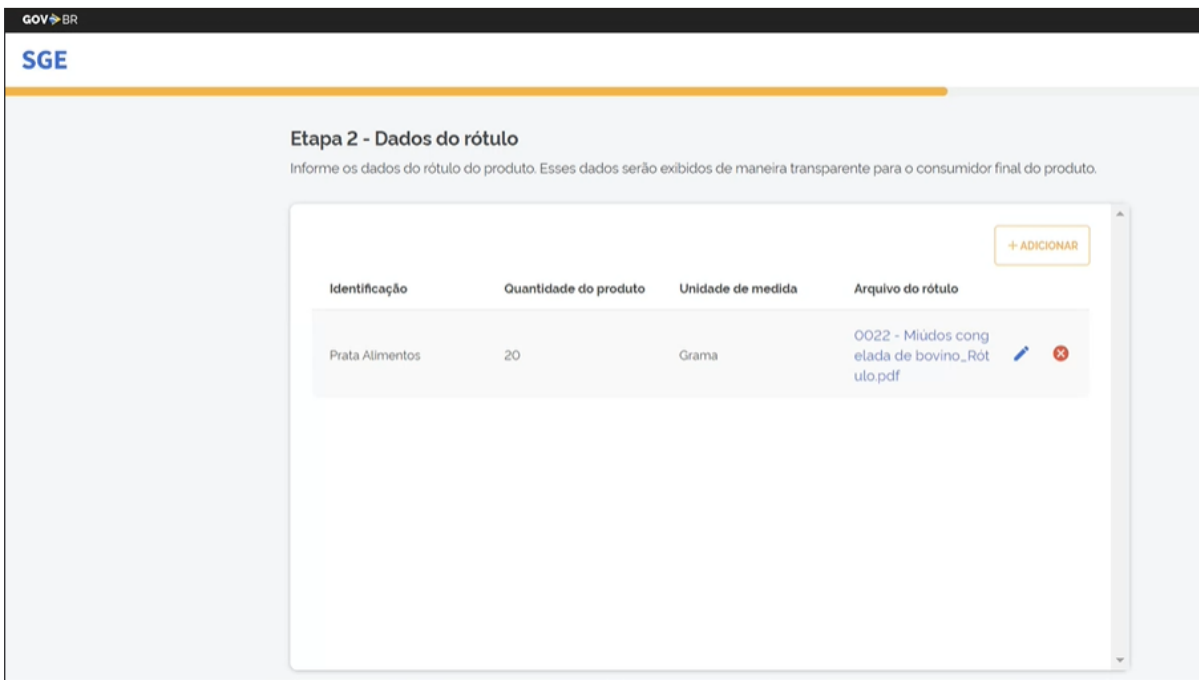 GOV BR
SGE
Etapa 2 - Dados do rótulo
Informe os dados do rótulo do produto. Esses dados serão exibidos de maneira transparente para o consumidor final do produto.
+ ADICIONAR
Identificação Quantidade do produto Unidade de medida Arquivo do rótulo
Prata Alimentos 20 Grama 0022 - Miúdos cong
elada de bovino_Rót
ulo.pdf